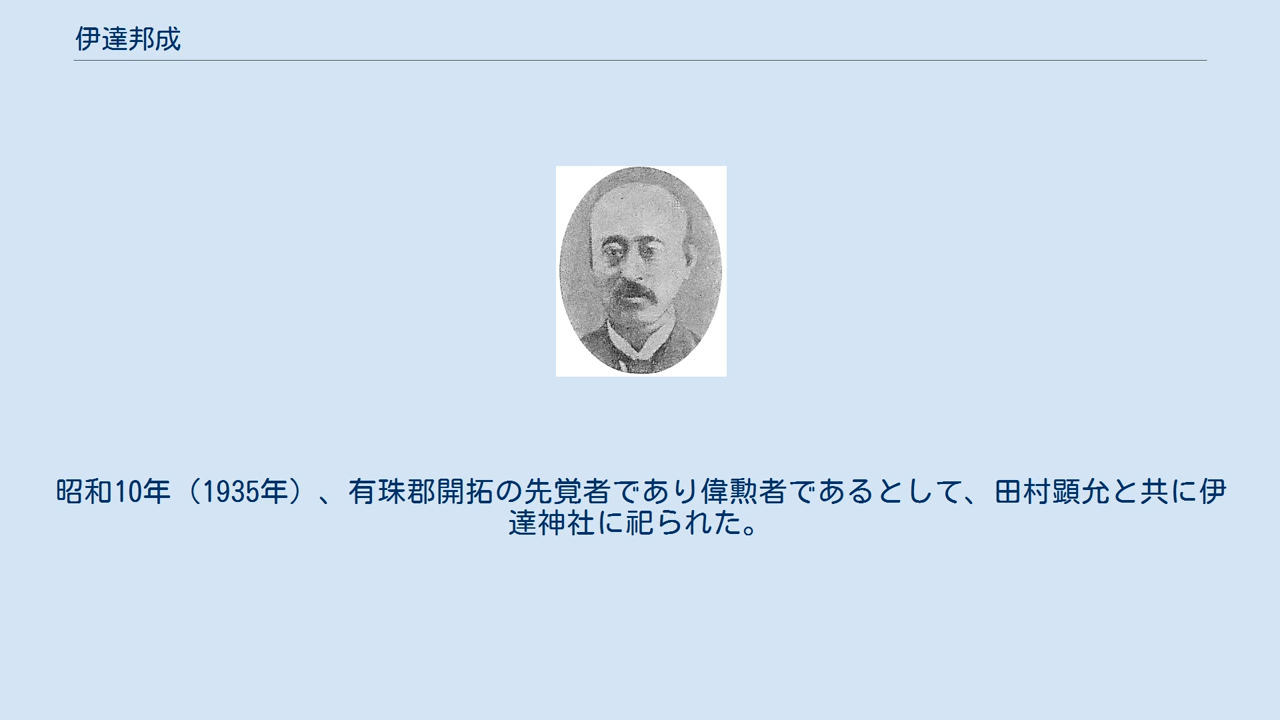 伊達邦成
昭和10年（1935年）、有珠郡開拓の先覚者であり偉勲者であるとして、田村顕允と共に伊
達神社に祀られた。